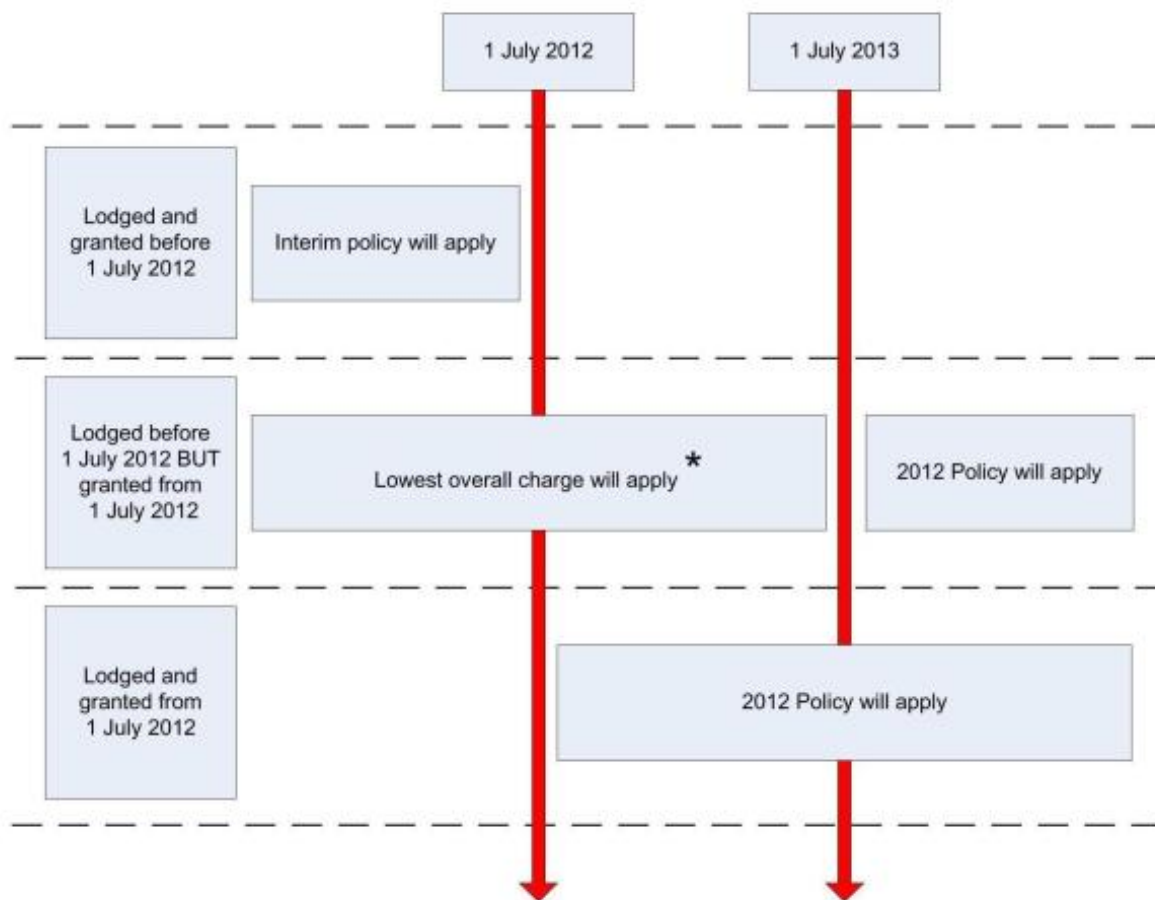 1 July 2012
1 July 2013
Lodged and
granted before
1 July 2012
Interim policy will apply
Lodged before
1 July 2012 BUT
granted from
1 July 2012
Lowest overall charge will apply *
2012 Policy will apply
Lodged and
granted from
1 July 2012
2012 Policy will apply